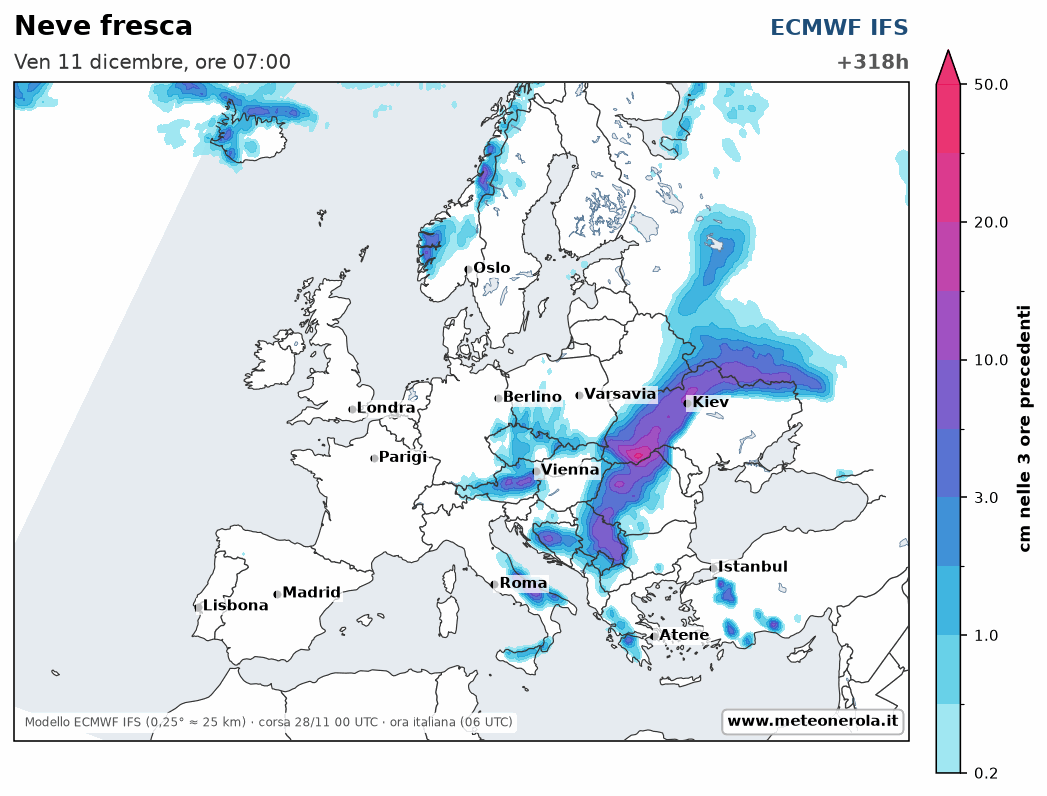 Neve fresca
ECMWF IFS
Ven 11 dicembre, ore 07:00
+318h
50.0
20.0
10.0
3.0
1.0
0.2
cm nelle 3 ore precedenti
Oslo
Berlino
Varsavia
Kiev
Londra
Parigi
Vienna
Istanbul
Roma
Madrid
Lisbona
Atene
Modello ECMWF IFS (0,25° ≈ 25 km) · corsa 28/11 00 UTC · ora italiana (06 UTC)
www.meteonerola.it